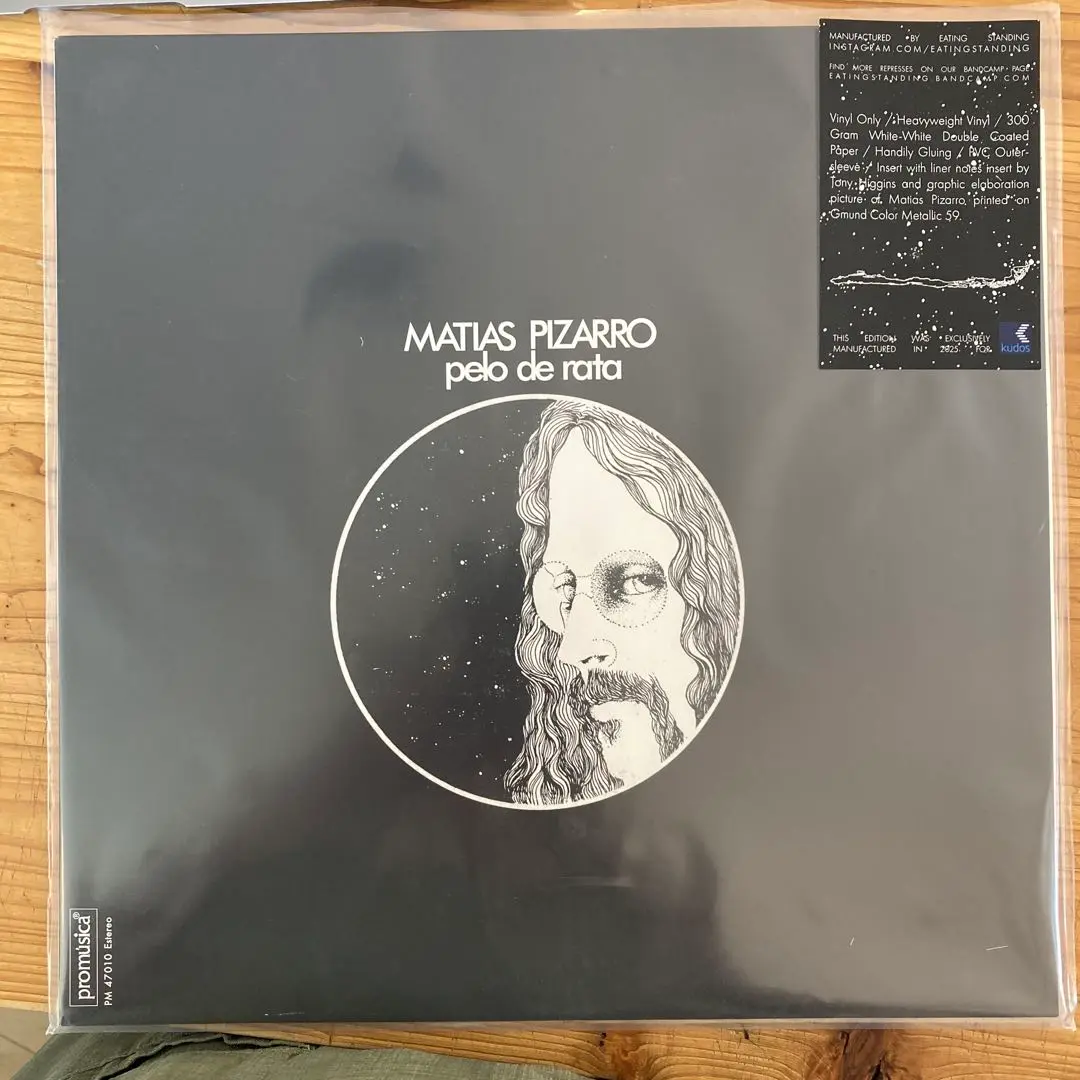 MANUFACTURED BY EATING STANDING
INSTAGRAM.COM/EATINGSTANDING
FIND MORE REPRESSES ON OUR BANDCAMP PAGE
EATINGSTANDING.BANDCAMP.COM
Vinyl Only / Heavyweight Vinyl / 300
Gram White-White Double Coated
Paper / Handily Gluing / PVC Outer-
sleeve / Insert with liner notes insert by
Tony Higgins and graphic elaboration
picture of Matias Pizarro printed on
Gmund Color Metallic 59.
THIS EDITION WAS EXCLUSIVELY
MANUFACTURED IN 2025 FOR
kudos
MATIAS PIZARRO
pelo de rata
promúsica®
PM 47010 Estereo